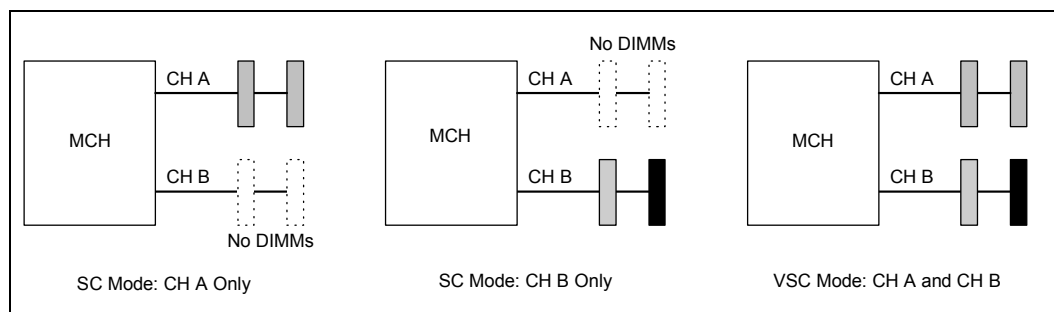 MCH
CH A
CH B
No DIMMs
SC Mode: CH A Only
MCH
No DIMMs
CH A
CH B
SC Mode: CH B Only
MCH
CH A
CH B
VSC Mode: CH A and CH B